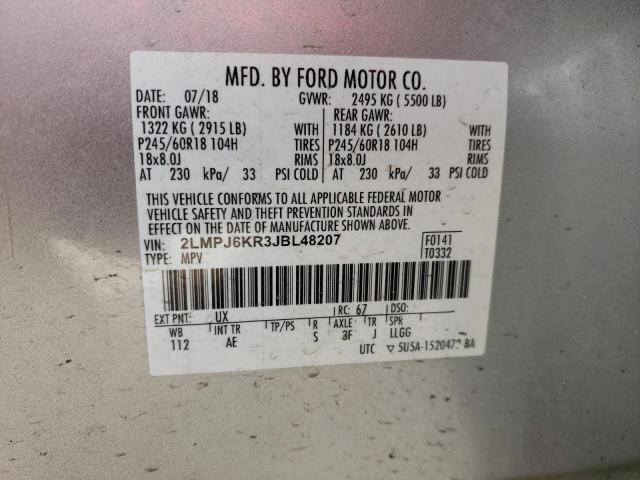 MFD. BY FORD MOTOR CO.
DATE: 07/18 GVWR: 2495 KG ( 5500 LB)
FRONT GAWR: REAR GAWR:
1322 KG ( 2915 LB) WITH 1184 KG ( 2610 LB) WITH
P245/60R18 104H TIRES P245/60R18 104H TIRES
18x8.0J RIMS 18x8.0J RIMS
AT 230 kPa/ 33 PSI COLD AT 230 kPa/ 33 PSI COLD
THIS VEHICLE CONFORMS TO ALL APPLICABLE FEDERAL MOTOR
VEHICLE SAFETY AND THEFT PREVENTION STANDARDS IN
EFFECT ON THE DATE OF MANUFACTURE SHOWN ABOVE.
VIN: 2LMPJ6KR3JBL48207 F0141
TYPE: MPV T0332
EXT PNT: UX RC: 67 DSO:
WB INT TR TP/PS R AXLE TR SPR
112 AE S 3F J LLGG
UTC ▽ 5U5A-1520472 BA